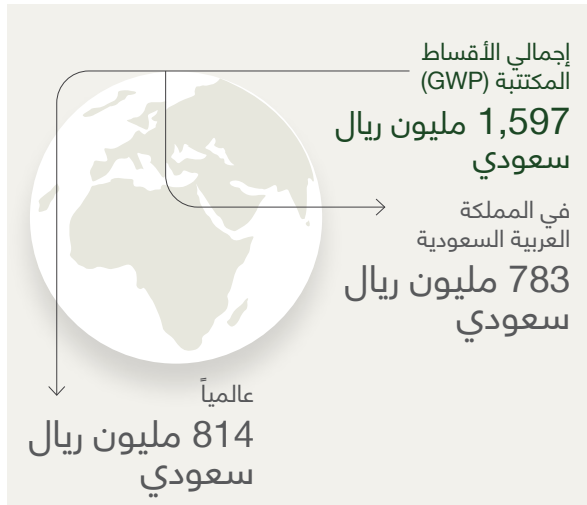 إجمالي الأقساط
المكتتبة (GWP)
1,597 مليون ريال
سعودي
في المملكة
العربية السعودية
783 مليون ريال
سعودي
عالمياً
814 مليون ريال
سعودي